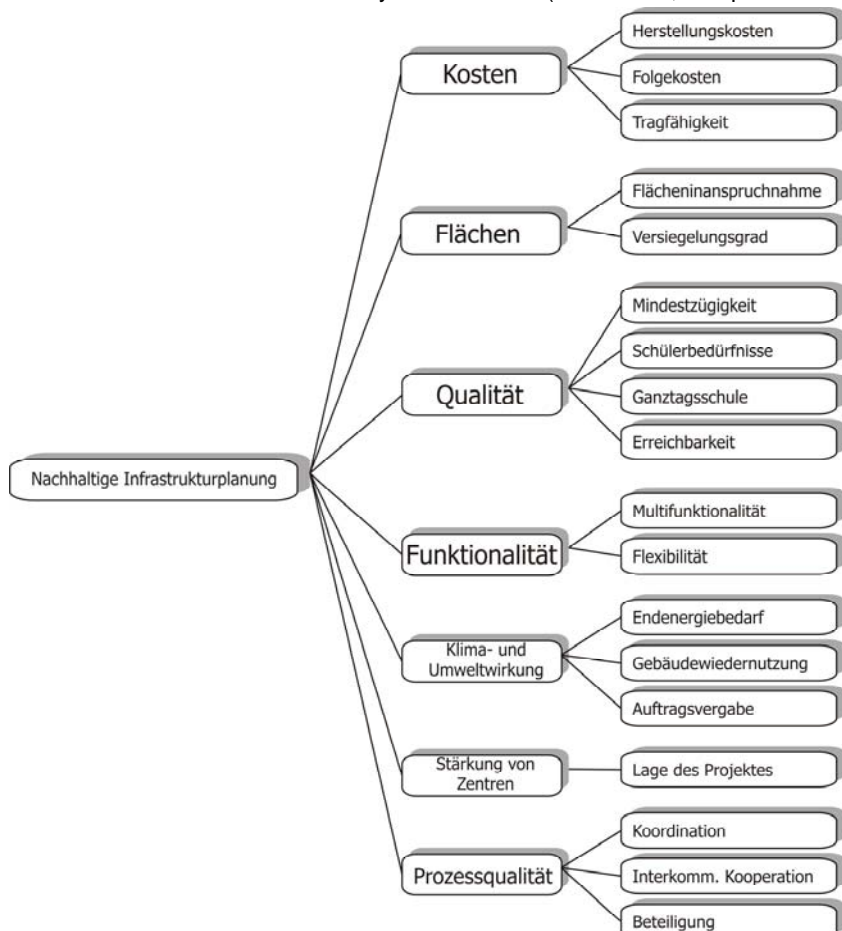 Kosten
Herstellungskosten
Folgekosten
Tragfähigkeit
Flächen
Flächeninanspruchnahme
Versiegelungsgrad
Qualität
Mindestzügigkeit
Schülerbedürfnisse
Ganztagsschule
Erreichbarkeit
Nachhaltige Infrastrukturplanung
Funktionalität
Multifunktionalität
Flexibilität
Klima- und
Umweltwirkung
Endenergiebedarf
Gebäudewiedernutzung
Auftragsvergabe
Stärkung von
Zentren
Lage des Projektes
Prozessqualität
Koordination
Interkomm. Kooperation
Beteiligung